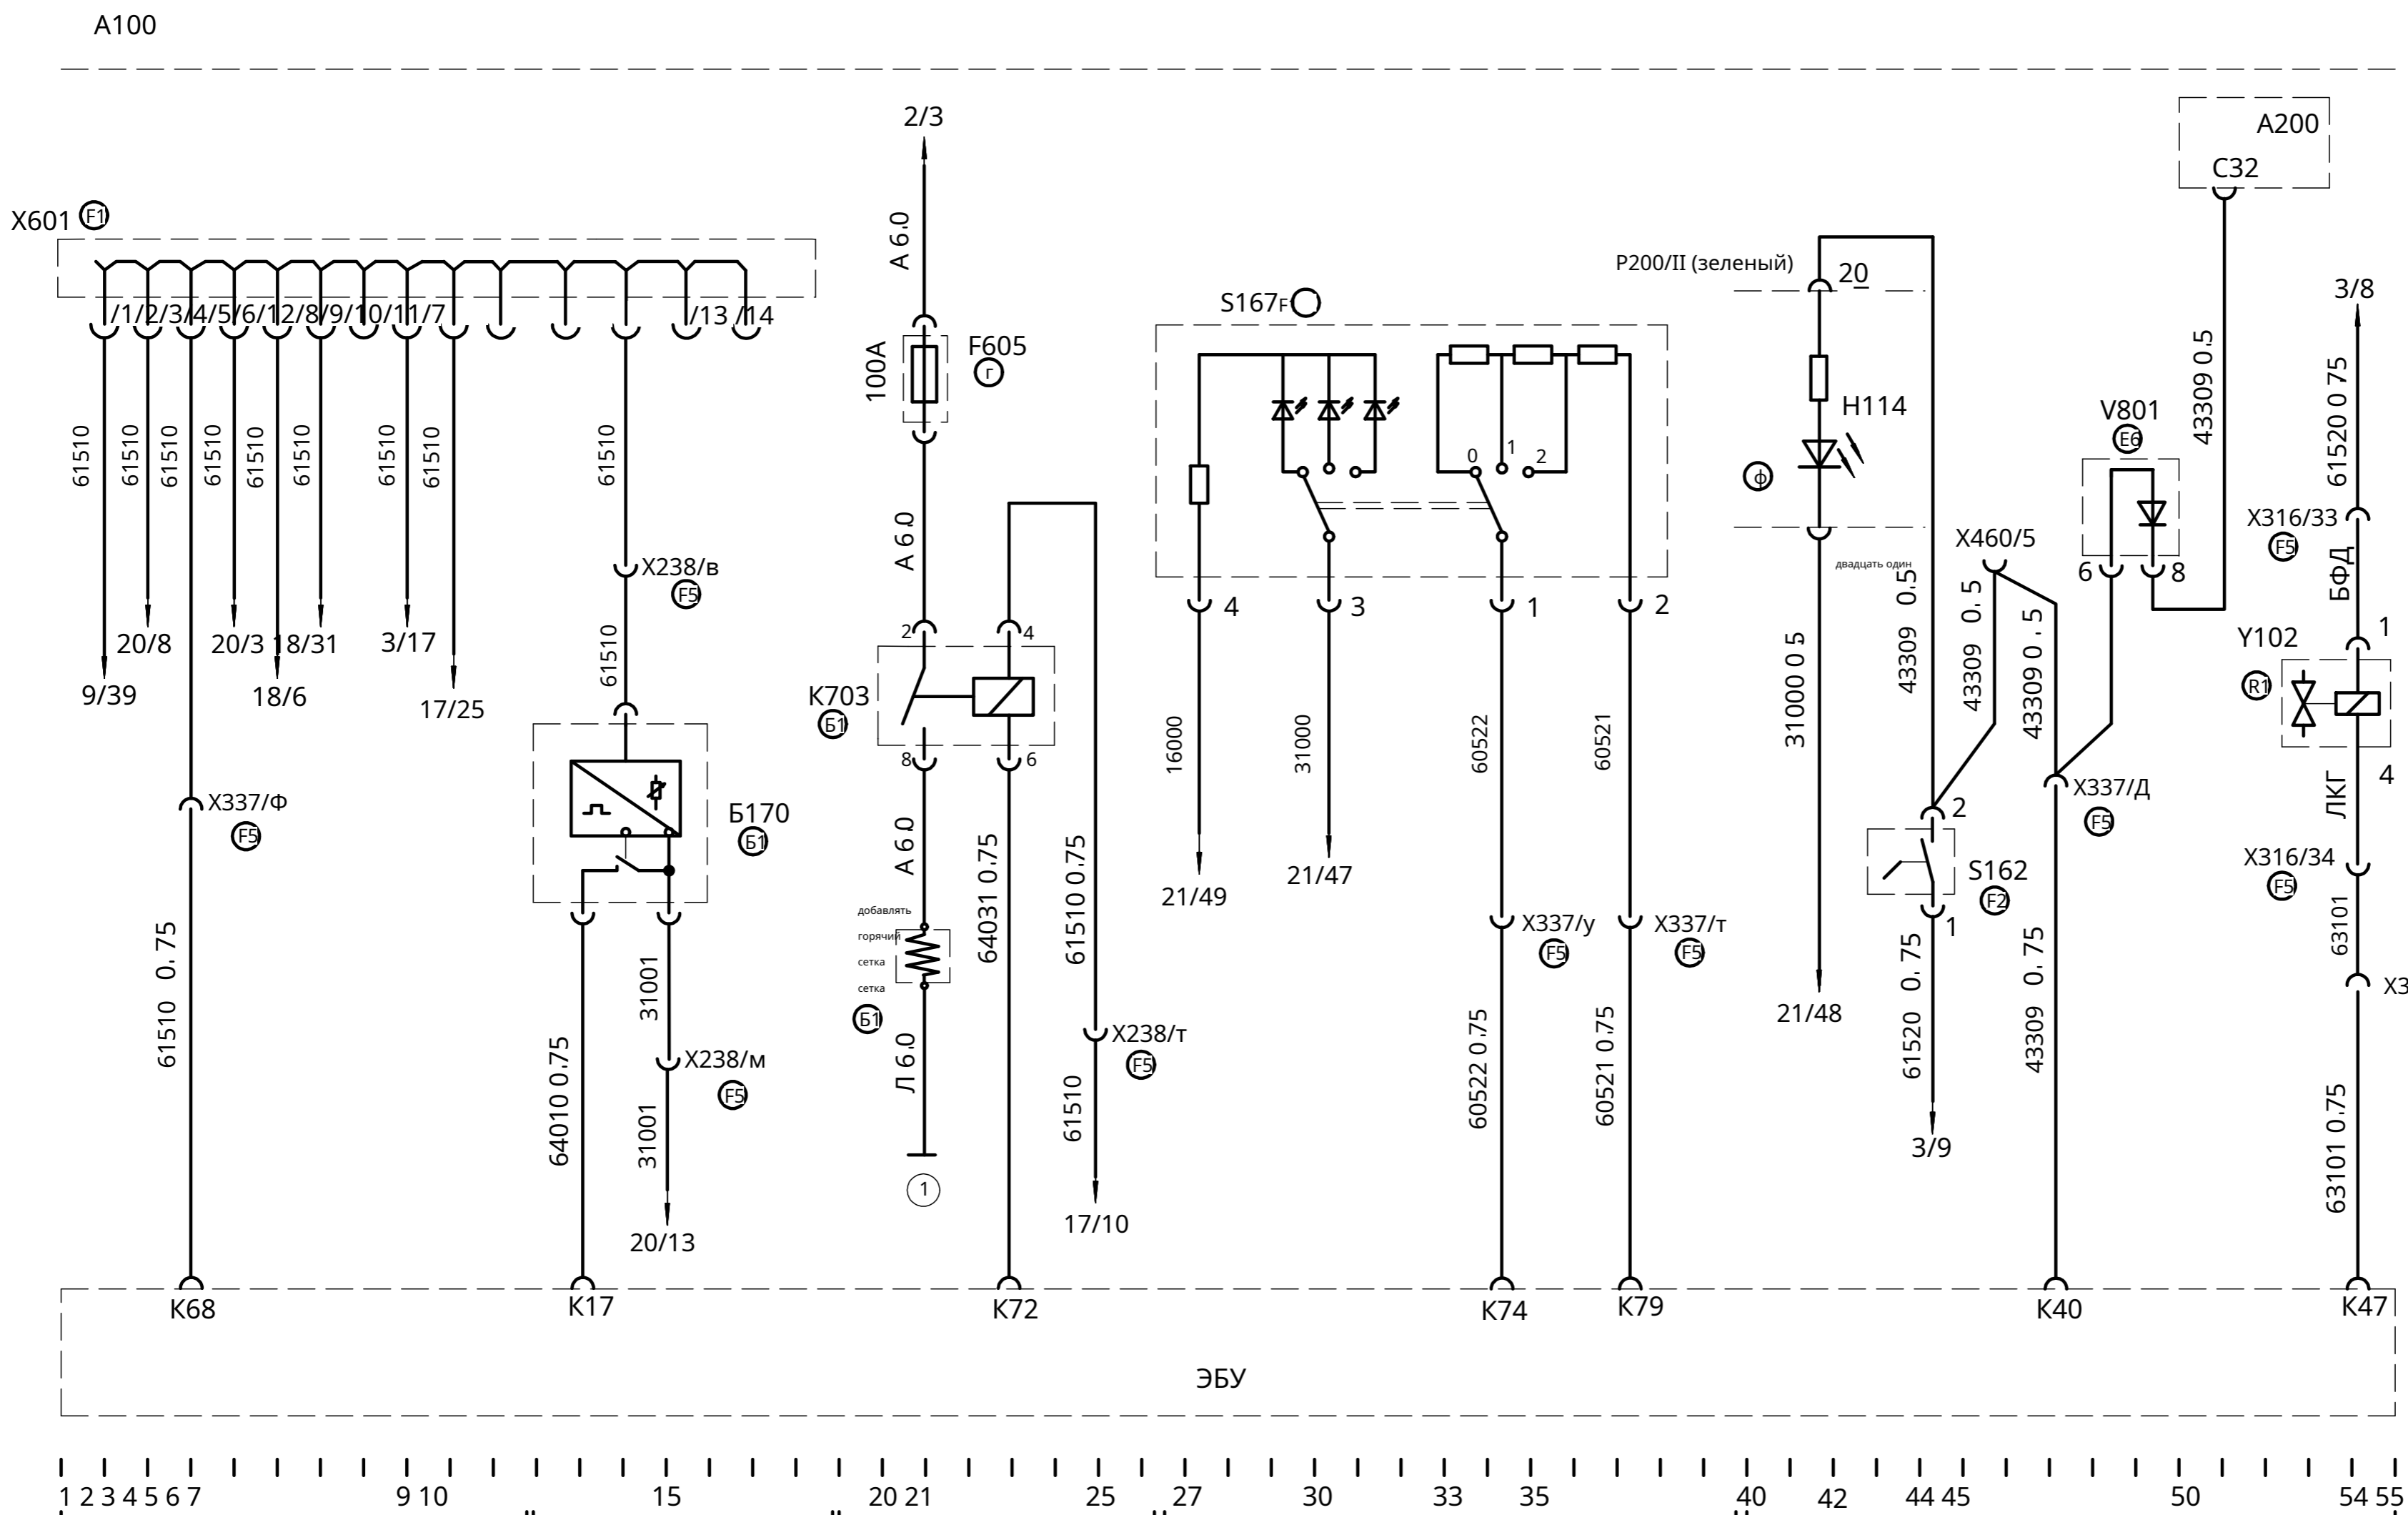 A100
2/3
A200
C32
X601 F1
/1/2/3/4/5/6/12/8/9/10/11/7
/13 /14
61510
61510
61510
61510
61510
61510
61510
61510
61510
20/8
20/3
18/31
3/17
9/39
18/6
17/25
X238/в
F5
61510
X337/Ф
F5
61510 0.75
Б170
Б1
64010 0.75
31001
X238/м
F5
31001
20/13
A 6.0
100A
F605
г
A 6.0
2
4
K703
Б1
8
6
A 6.0
добавлять
горячий
сетка
сетка
Б1
Л 6.0
1
64031 0.75
61510 0.75
X238/т
F5
61510
17/10
S167F
0
1
2
4
3
1
2
16000
31000
60522
60521
21/49
21/47
X337/у
F5
X337/т
F5
60522 0.75
60521 0.75
P200/II (зеленый)
20
H114
ф
двадцать один
31000 0.5
21/48
43309 0.5
X460/5
43309 0.5
43309 0.5
2
S162
F2
1
61520 0.75
3/9
V801
E6
6
8
43309 0.5
X337/Д
F5
43309 0.75
3/8
61520 0 75
X316/33
F5
БФД
1
Y102
R1
4
ЛКГ
X316/34
F5
63101
X3
63101 0.75
K68
K17
K72
K74
K79
K40
K47
ЭБУ
1 2 3 4 5 6 7 9 10 15 20 21 25 27 30 33 35 40 42 44 45 50 54 55